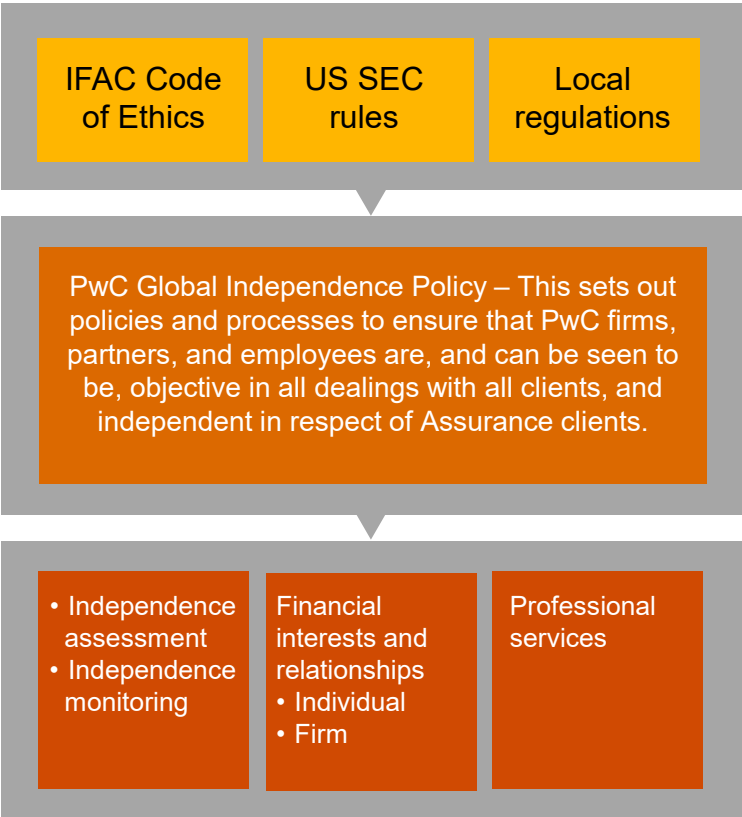 IFAC Code
of Ethics
US SEC
rules
Local
regulations
PwC Global Independence Policy – This sets out
policies and processes to ensure that PwC firms,
partners, and employees are, and can be seen to
be, objective in all dealings with all clients, and
independent in respect of Assurance clients.
• Independence
assessment
• Independence
monitoring
Financial
interests and
relationships
• Individual
• Firm
Professional
services